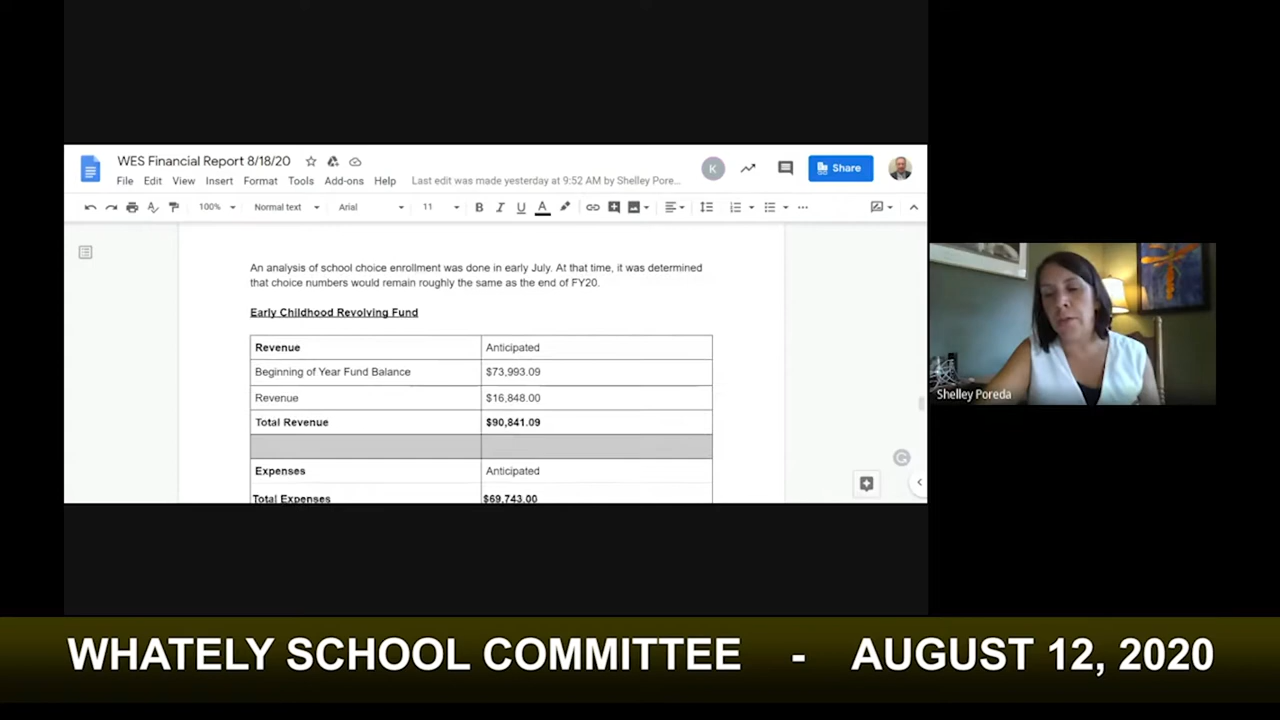 WES Financial Report 8/18/20
File Edit View Insert Format Tools Add-ons Help Last edit was made yesterday at 9:52 AM by Shelley Pore...
K
Share
100% Normal text Arial 11 B I U A
An analysis of school choice enrollment was done in early July. At that time, it was determined
that choice numbers would remain roughly the same as the end of FY20.
Early Childhood Revolving Fund
Revenue Anticipated
Beginning of Year Fund Balance $73,993.09
Revenue $16,848.00
Total Revenue $90,841.09
Expenses Anticipated
Total Expenses $69,743.00
Shelley Poreda
WHATELY SCHOOL COMMITTEE - AUGUST 12, 2020